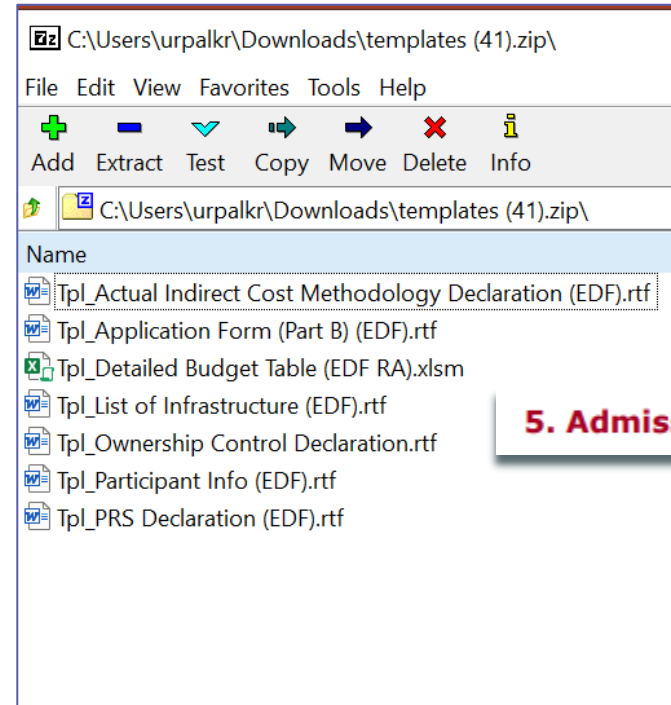 7z C:\Users\urpalkr\Downloads\templates (41).zip\
File Edit View Favorites Tools Help
Add Extract Test Copy Move Delete Info
C:\Users\urpalkr\Downloads\templates (41).zip\
Name
Tpl_Actual Indirect Cost Methodology Declaration (EDF).rtf
Tpl_Application Form (Part B) (EDF).rtf
Tpl_Detailed Budget Table (EDF RA).xlsm
Tpl_List of Infrastructure (EDF).rtf
5. Admis
Tpl_Ownership Control Declaration.rtf
Tpl_Participant Info (EDF).rtf
Tpl_PRS Declaration (EDF).rtf